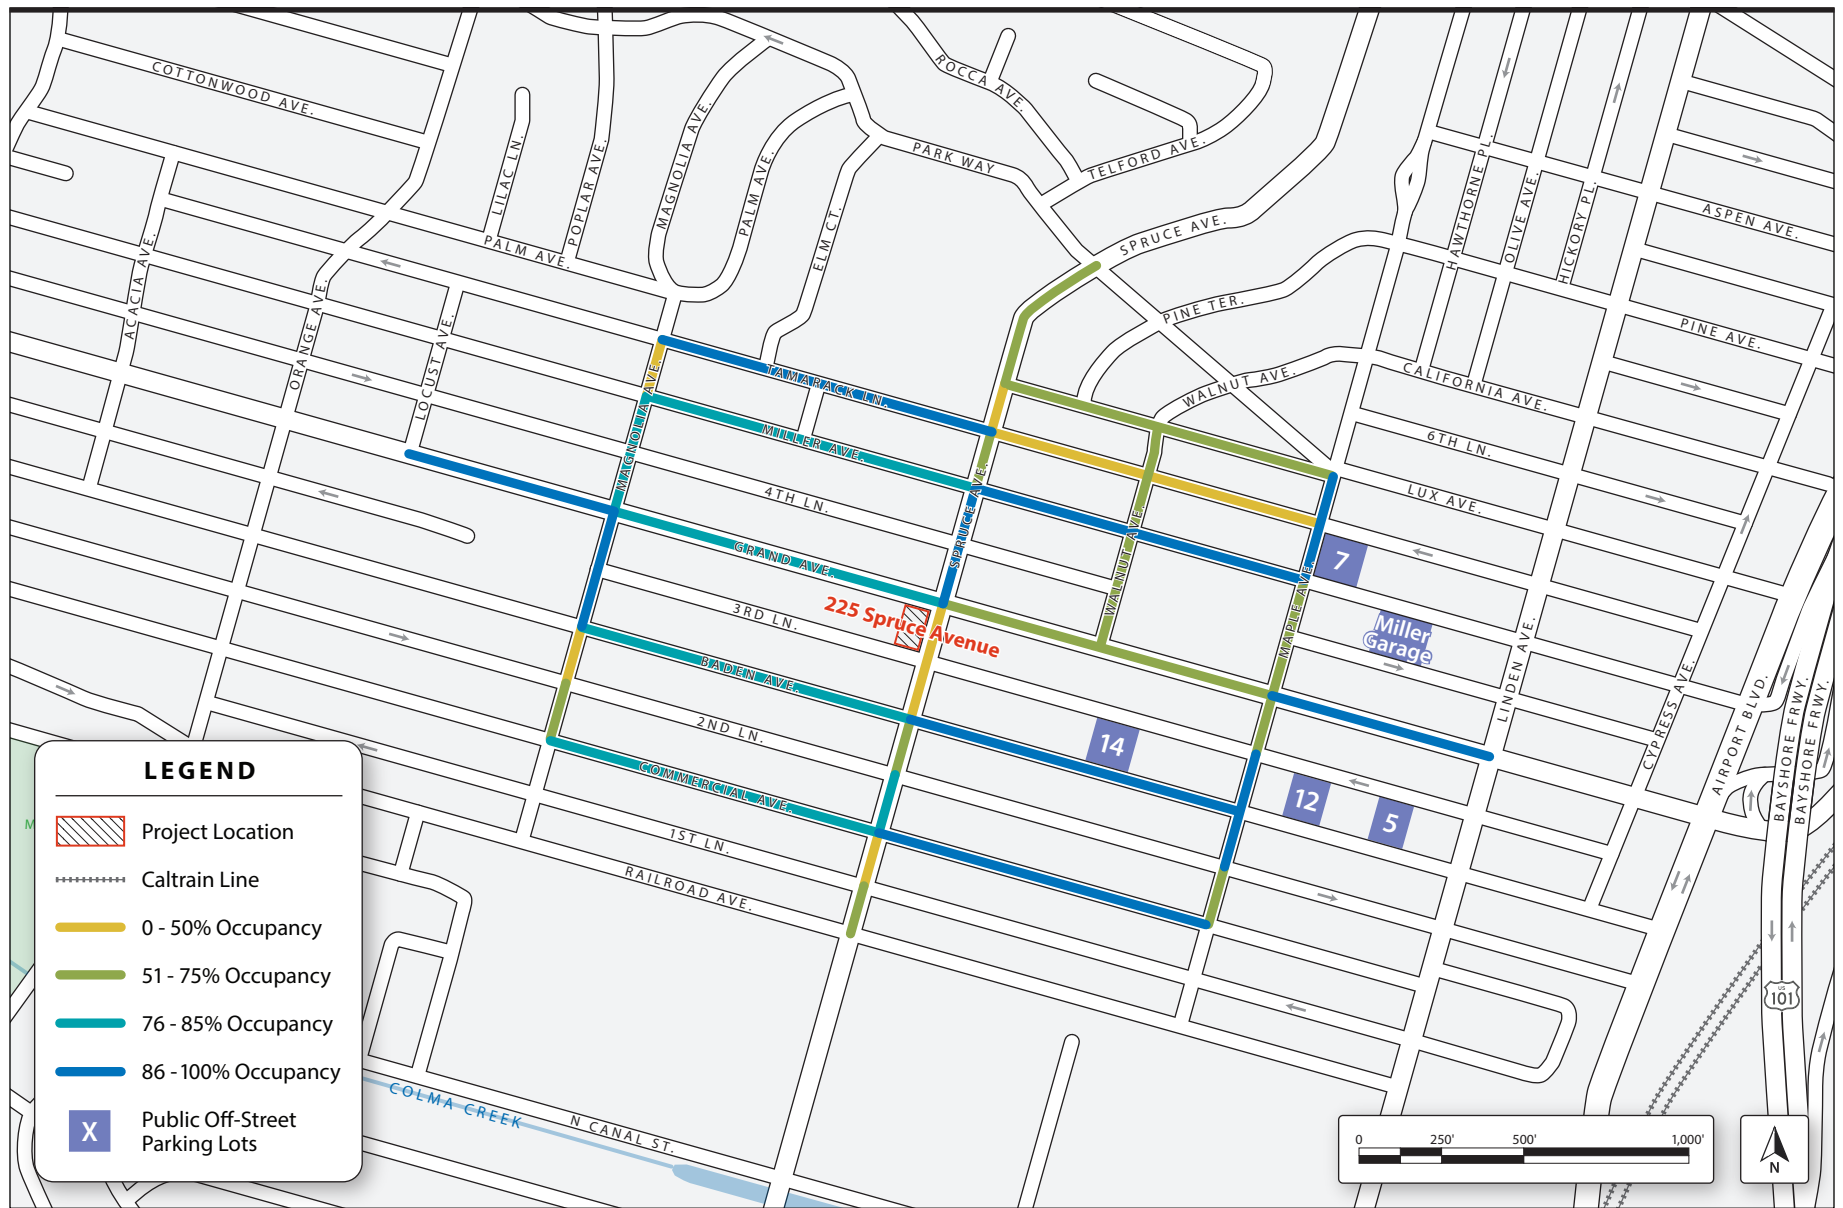 COTTONWOOD AVE.
LILAC LN.
POPLAR AVE.
MAGNOLIA AVE.
PALM AVE.
ELM CT.
PARK WAY
ROCCA AVE.
TELFORD AVE.
SPRUCE AVE.
HAWTHORNE PL.
OLIVE AVE.
HICKORY PL.
ASPEN AVE.
ACACIA AVE.
ORANGE AVE.
LOCUST AVE.
PALM AVE.
PINE TER.
PINE AVE.
WALNUT AVE.
CALIFORNIA AVE.
TAMARACK LN.
MAGNOLIA AVE.
MILLER AVE.
6TH LN.
LUX AVE.
4TH LN.
SPRUCE AVE.
WALNUT AVE.
MAPLE AVE.
GRAND AVE.
7
Miller
Garage
225 Spruce Avenue
3RD LN.
LINDEN AVE.
CYPRESS AVE.
AIRPORT BLVD.
BAYSHORE FRWY.
BAYSHORE FRWY.
BADEN AVE.
2ND LN.
14
12
5
COMMERCIAL AVE.
1ST LN.
RAILROAD AVE.
M
LEGEND
Project Location
Caltrain Line
0 - 50% Occupancy
51 - 75% Occupancy
76 - 85% Occupancy
86 - 100% Occupancy
X
Public Off-Street
Parking Lots
COLMA CREEK
N CANAL ST.
US
101
0 250' 500' 1,000'
N